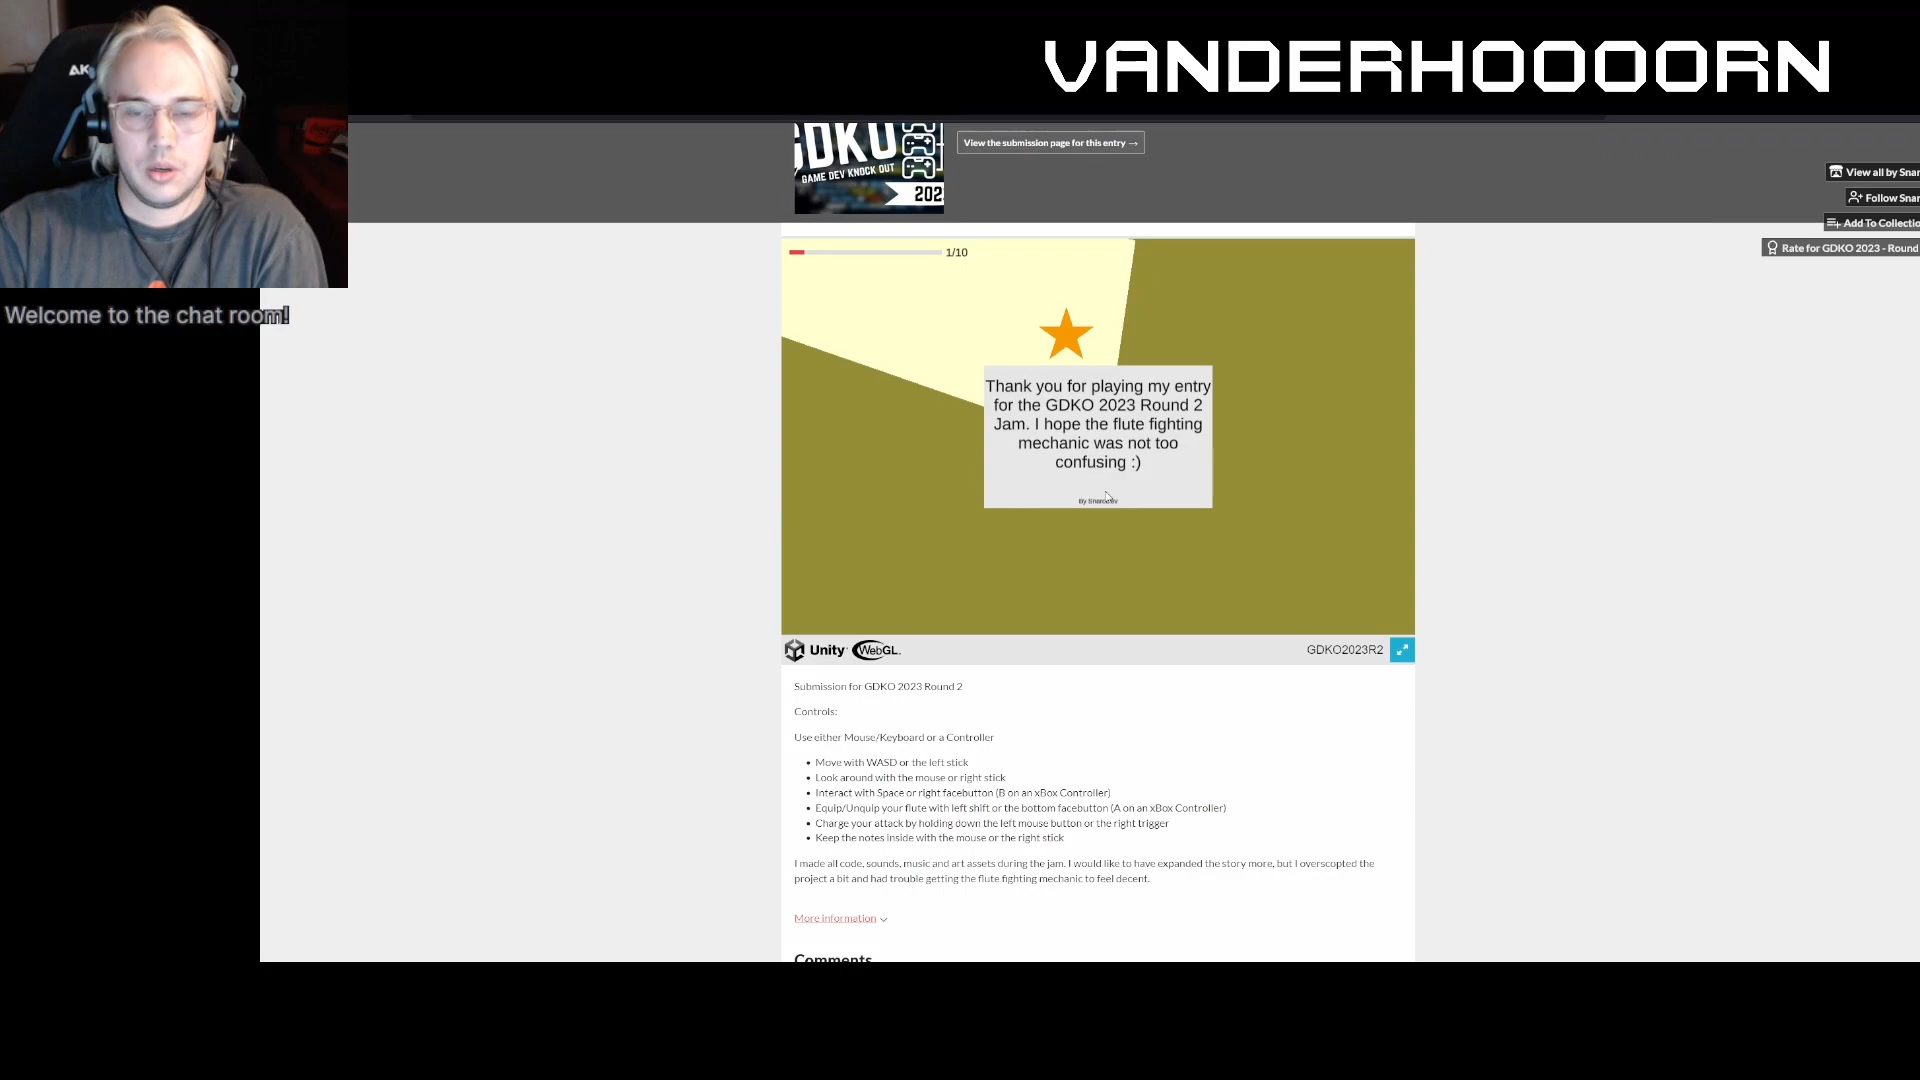 VANDERHOOOORN
AK
GDKO
GAME DEV KNOCK OUT
202
View the submission page for this entry →
View all by Snar
Follow Snar
Add To Collectio
Rate for GDKO 2023 - Round
Welcome to the chat room!
1/10
Thank you for playing my entry
for the GDKO 2023 Round 2
Jam. I hope the flute fighting
mechanic was not too
confusing :)
By
Unity WebGL.
GDKO2023R2
Submission for GDKO 2023 Round 2
Controls:
Use either Mouse/Keyboard or a Controller
• Move with WASD or the left stick
• Look around with the mouse or right stick
• Interact with Space or right facebutton (B on an xBox Controller)
• Equip/Unquip your flute with left shift or the bottom facebutton (A on an xBox Controller)
• Charge your attack by holding down the left mouse button or the right trigger
• Keep the notes inside with the mouse or the right stick
I made all code, sounds, music and art assets during the jam. I would like to have expanded the story more, but I overscopted the
project a bit and had trouble getting the flute fighting mechanic to feel decent.
More information
Comments